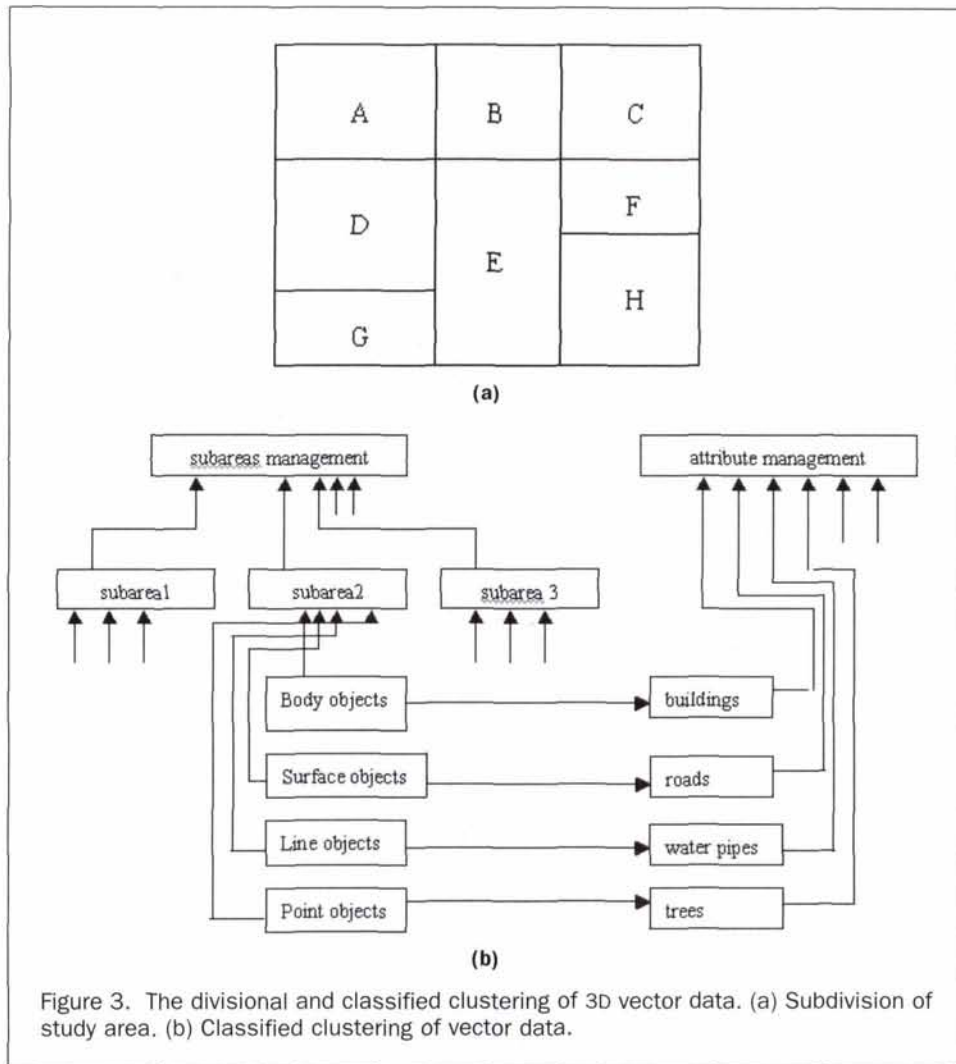 A B C
F
D
E
H
G
(a)
subareas management attribute management
subarea1 subarea2 subarea 3
Body objects buildings
Surface objects roads
Line objects water pipes
Point objects trees
(b)
Figure 3. The divisional and classified clustering of 3D vector data. (a) Subdivision of
study area. (b) Classified clustering of vector data.